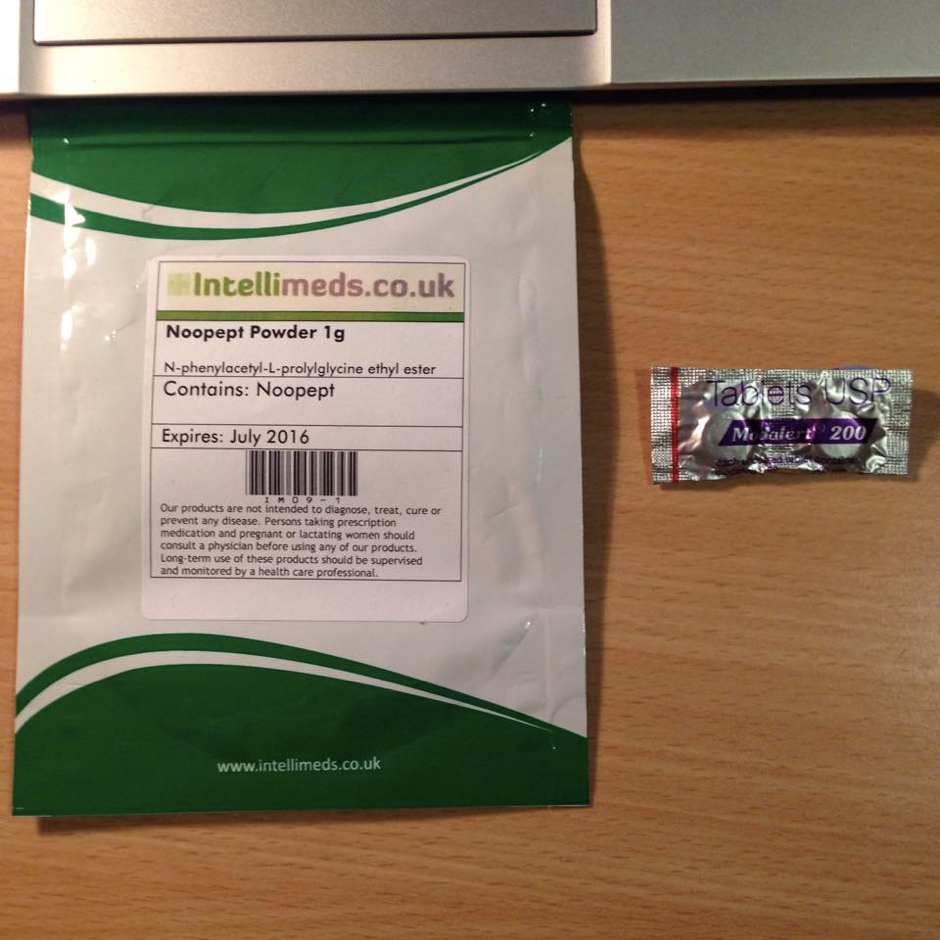 Intellimeds.co.uk
Noopept Powder 1g
N-phenylacetyl-L-prolylglycine ethyl ester
Contains: Noopept
Expires: July 2016
IM09-1
Our products are not intended to diagnose, treat, cure or
prevent any disease. Persons taking prescription
medication and pregnant or lactating women should
consult a physician before using any of our products.
Long-term use of these products should be supervised
and monitored by a health care professional.
www.intellimeds.co.uk
Tablets USP
Modalert® 200